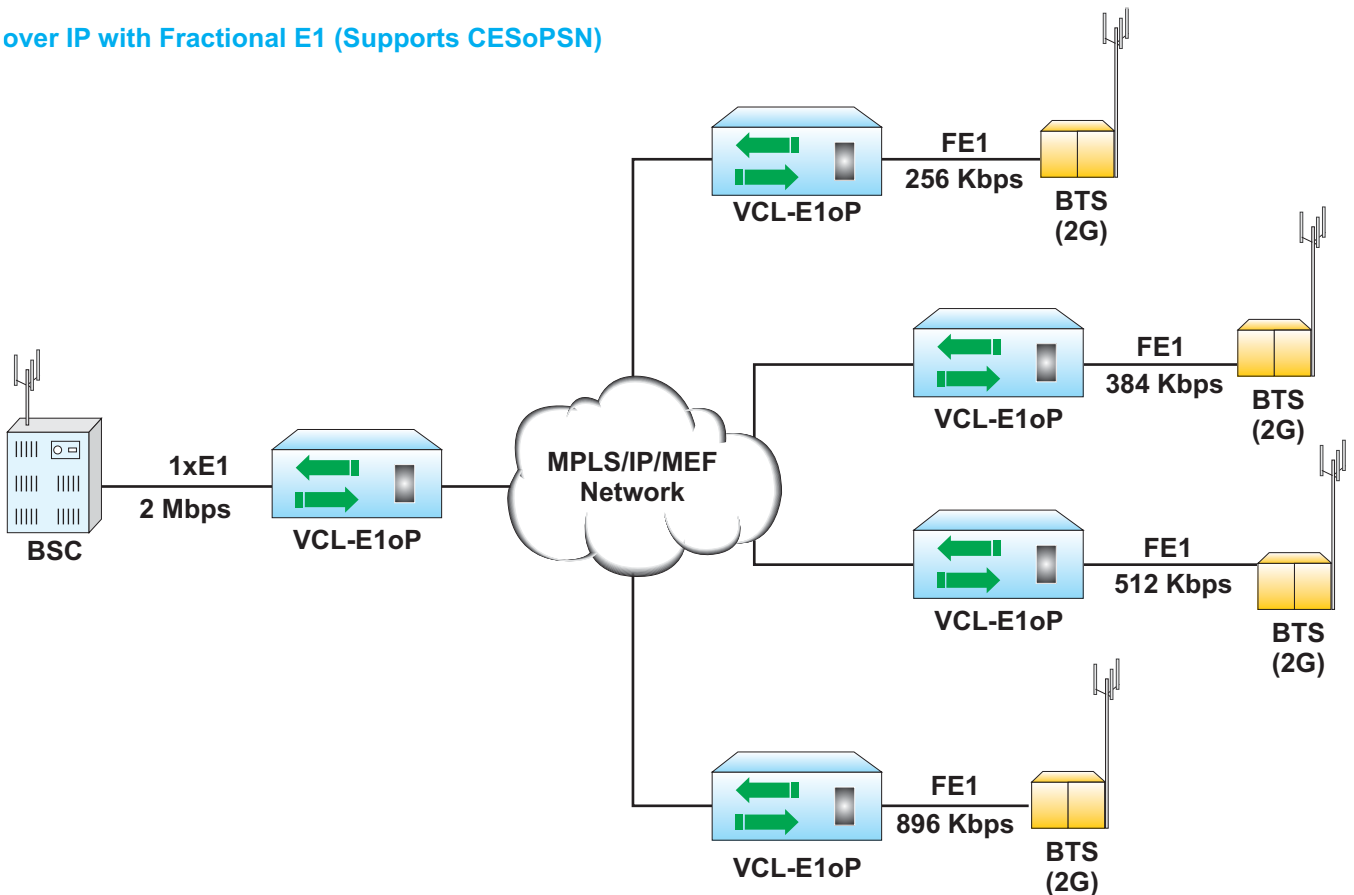 over IP with Fractional E1 (Supports CESoPSN)
FE1
256 Kbps
VCL-E1oP
BTS
(2G)
FE1
384 Kbps
VCL-E1oP
BTS
(2G)
1xE1
2 Mbps
BSC
VCL-E1oP
MPLS/IP/MEF
Network
FE1
512 Kbps
VCL-E1oP
BTS
(2G)
FE1
896 Kbps
VCL-E1oP
BTS
(2G)